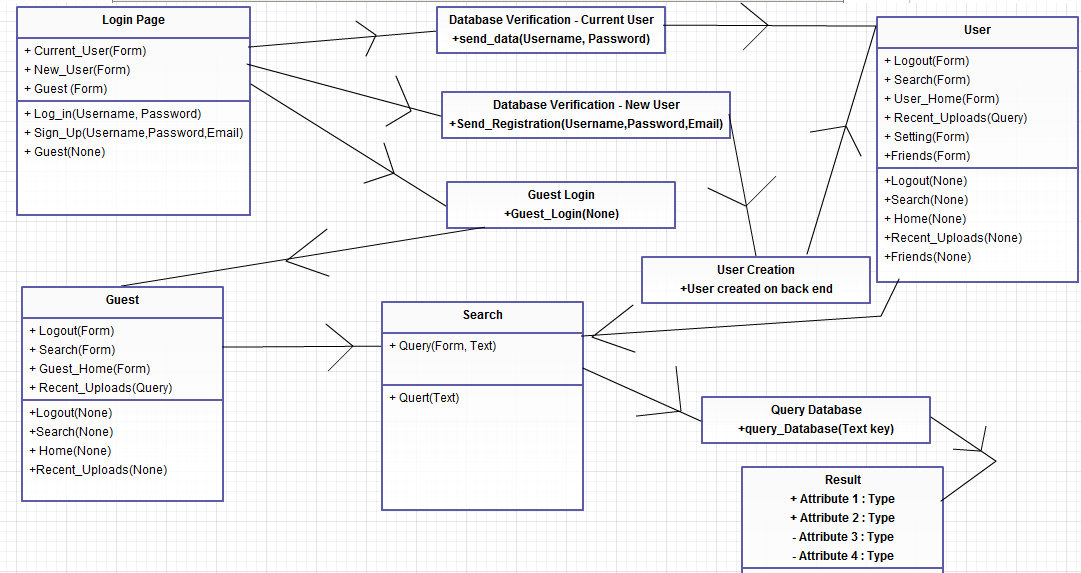 Login Page
+ Current_User(Form)
+ New_User(Form)
+ Guest (Form)
+ Log_in(Username, Password)
+ Sign_Up(Username,Password,Email)
+ Guest(None)
Database Verification - Current User
+send_data(Username, Password)
Database Verification - New User
+Send_Registration(Username,Password,Email)
Guest Login
+Guest_Login(None)
User
+ Logout(Form)
+ Search(Form)
+ User_Home(Form)
+ Recent_Uploads(Query)
+ Setting(Form)
+Friends(Form)
+Logout(None)
+Search(None)
+ Home(None)
+Recent_Uploads(None)
+Friends(None)
User Creation
+User created on back end
Guest
+ Logout(Form)
+ Search(Form)
+ Guest_Home(Form)
+ Recent_Uploads(Query)
+Logout(None)
+Search(None)
+ Home(None)
+Recent_Uploads(None)
Search
+ Query(Form, Text)
+ Quert(Text)
Query Database
+query_Database(Text key)
Result
+ Attribute 1 : Type
+ Attribute 2 : Type
- Attribute 3 : Type
- Attribute 4 : Type